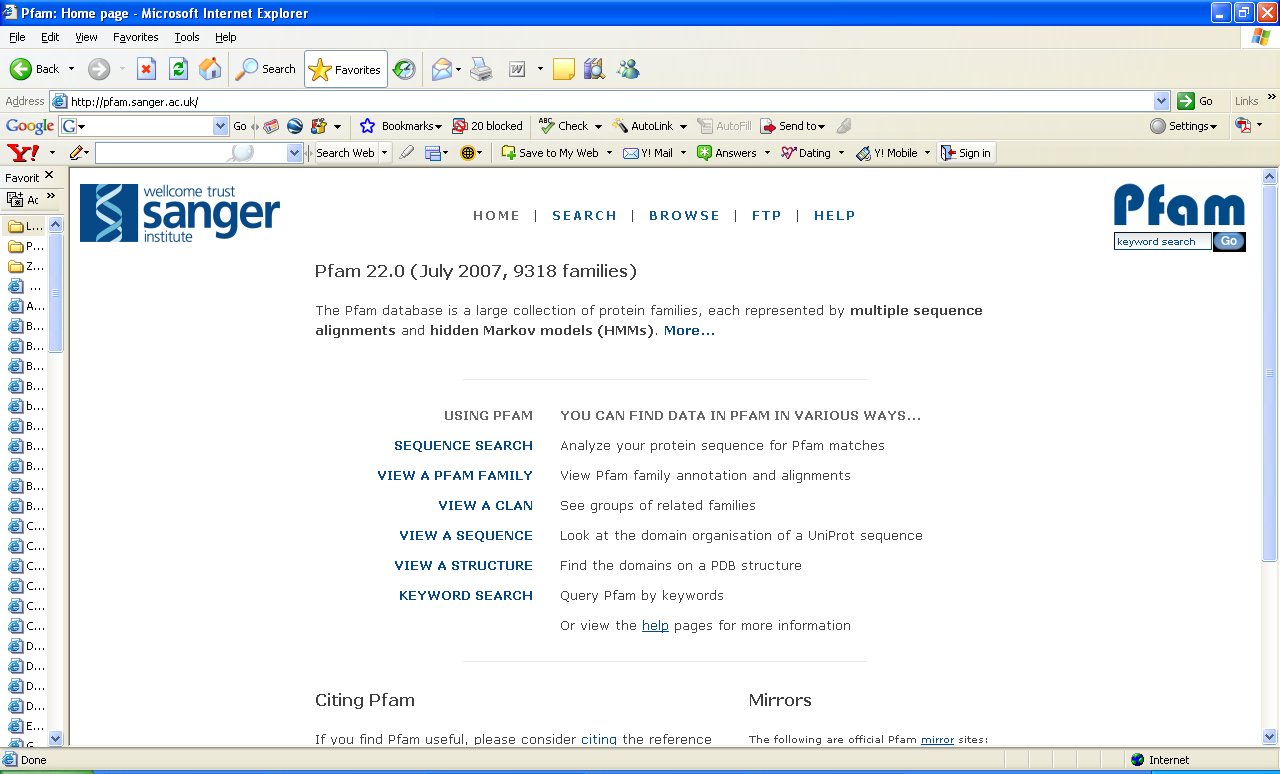 Pfam: Home page - Microsoft Internet Explorer
File Edit View Favorites Tools Help
Back Search Favorites W
Address http://pfam.sanger.ac.uk/ Go Links »
Google G Go Bookmarks 20 blocked ABC Check AutoLink AutoFill Send to Settings
Y! Search Web Save to My Web Y! Mail Answers Dating Y! Mobile Sign in
Favorit
Ac »
L...
P...
Z...
...
A...
B...
B...
B...
B...
b...
B...
B...
B...
B...
B...
C...
C...
C...
C...
C...
C...
D...
D...
D...
D...
E...
wellcome trust
sanger
institute
HOME | SEARCH | BROWSE | FTP | HELP
Pfam
keyword search Go
Pfam 22.0 (July 2007, 9318 families)
The Pfam database is a large collection of protein families, each represented by multiple sequence
alignments and hidden Markov models (HMMs). More...
USING PFAM YOU CAN FIND DATA IN PFAM IN VARIOUS WAYS...
SEQUENCE SEARCH Analyze your protein sequence for Pfam matches
VIEW A PFAM FAMILY View Pfam family annotation and alignments
VIEW A CLAN See groups of related families
VIEW A SEQUENCE Look at the domain organisation of a UniProt sequence
VIEW A STRUCTURE Find the domains on a PDB structure
KEYWORD SEARCH Query Pfam by keywords
Or view the help pages for more information
Citing Pfam
If you find Pfam useful, please consider citing the reference
Mirrors
The following are official Pfam mirror sites:
Done Internet